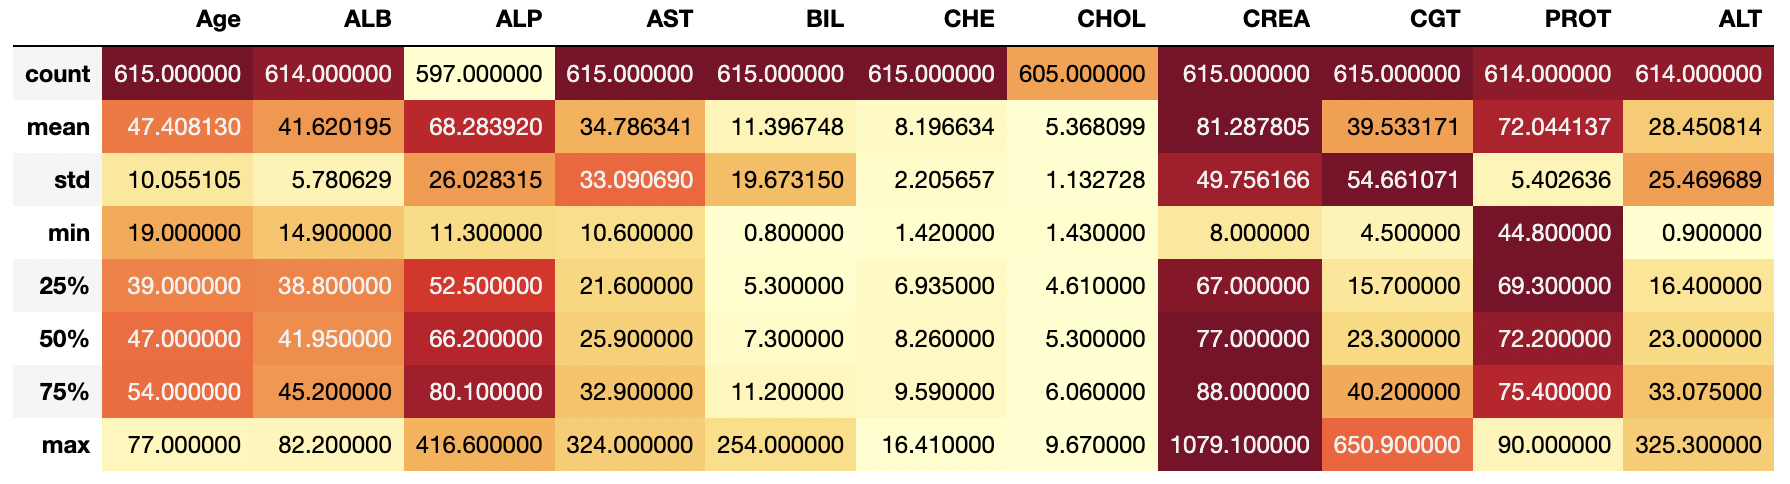 Age ALB ALP AST BIL CHE CHOL CREA CGT PROT ALT
count 615.000000 614.000000 597.000000 615.000000 615.000000 615.000000 605.000000 615.000000 615.000000 614.000000 614.000000
mean 47.408130 41.620195 68.283920 34.786341 11.396748 8.196634 5.368099 81.287805 39.533171 72.044137 28.450814
std 10.055105 5.780629 26.028315 33.090690 19.673150 2.205657 1.132728 49.756166 54.661071 5.402636 25.469689
min 19.000000 14.900000 11.300000 10.600000 0.800000 1.420000 1.430000 8.000000 4.500000 44.800000 0.900000
25% 39.000000 38.800000 52.500000 21.600000 5.300000 6.935000 4.610000 67.000000 15.700000 69.300000 16.400000
50% 47.000000 41.950000 66.200000 25.900000 7.300000 8.260000 5.300000 77.000000 23.300000 72.200000 23.000000
75% 54.000000 45.200000 80.100000 32.900000 11.200000 9.590000 6.060000 88.000000 40.200000 75.400000 33.075000
max 77.000000 82.200000 416.600000 324.000000 254.000000 16.410000 9.670000 1079.100000 650.900000 90.000000 325.300000